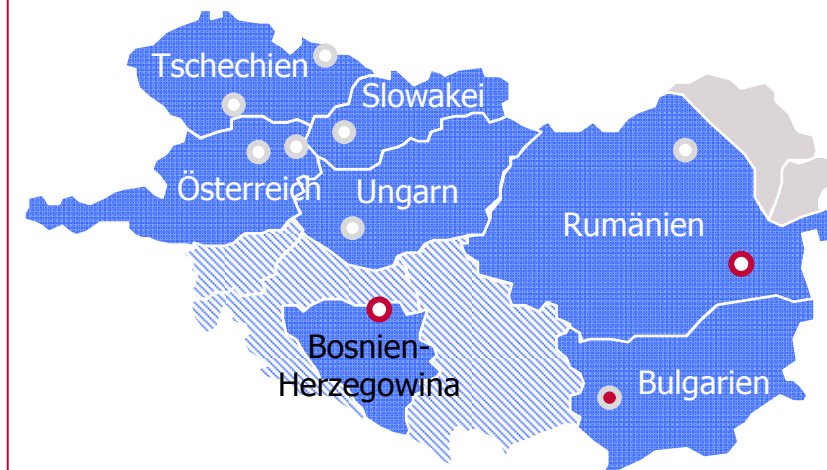 Tschechien
Slowakei
Österreich
Ungarn
Rumänien
Bosnien-
Herzegowina
Bulgarien